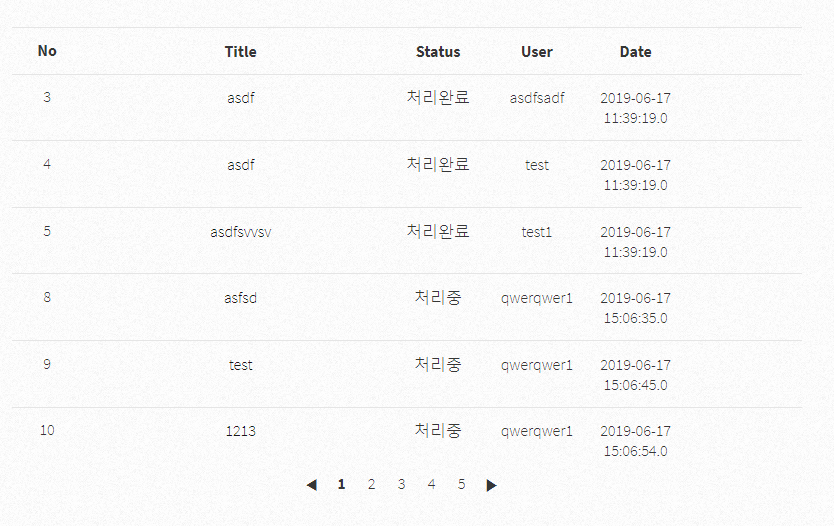 No Title Status User Date
3 asdf 처리완료 asdfsadf 2019-06-17
11:39:19.0
4 asdf 처리완료 test 2019-06-17
11:39:19.0
5 asdfsvvsv 처리완료 test1 2019-06-17
11:39:19.0
8 asfsd 처리중 qwerqwer1 2019-06-17
15:06:35.0
9 test 처리중 qwerqwer1 2019-06-17
15:06:45.0
10 1213 처리중 qwerqwer1 2019-06-17
15:06:54.0
◀ 1 2 3 4 5 ▶